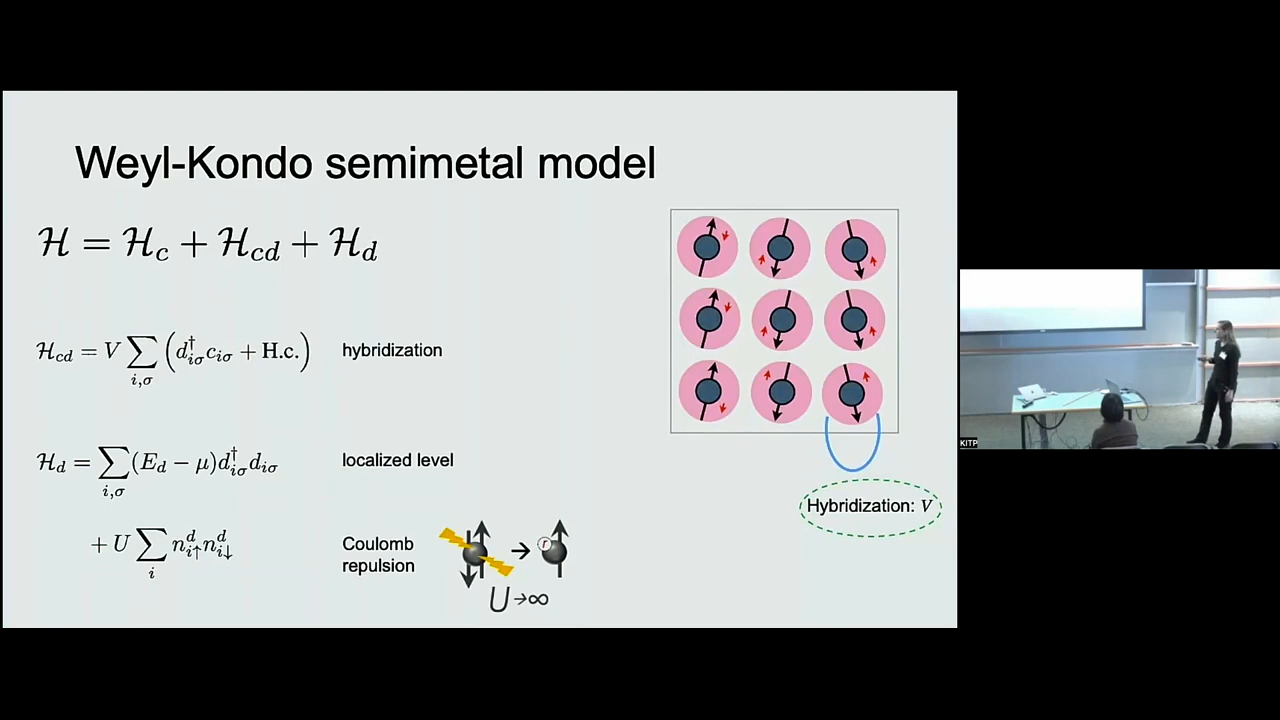 Weyl-Kondo semimetal model
ℋ = ℋ_c + ℋ_cd + ℋ_d
ℋ_cd = V ∑_{i,σ} (d†_{iσ} c_{iσ} + H.c.) hybridization
ℋ_d = ∑_{i,σ} (E_d − μ) d†_{iσ} d_{iσ} localized level
+ U ∑_i n^d_{i↑} n^d_{i↓} Coulomb
repulsion
r
U→∞
Hybridization: V
KITP